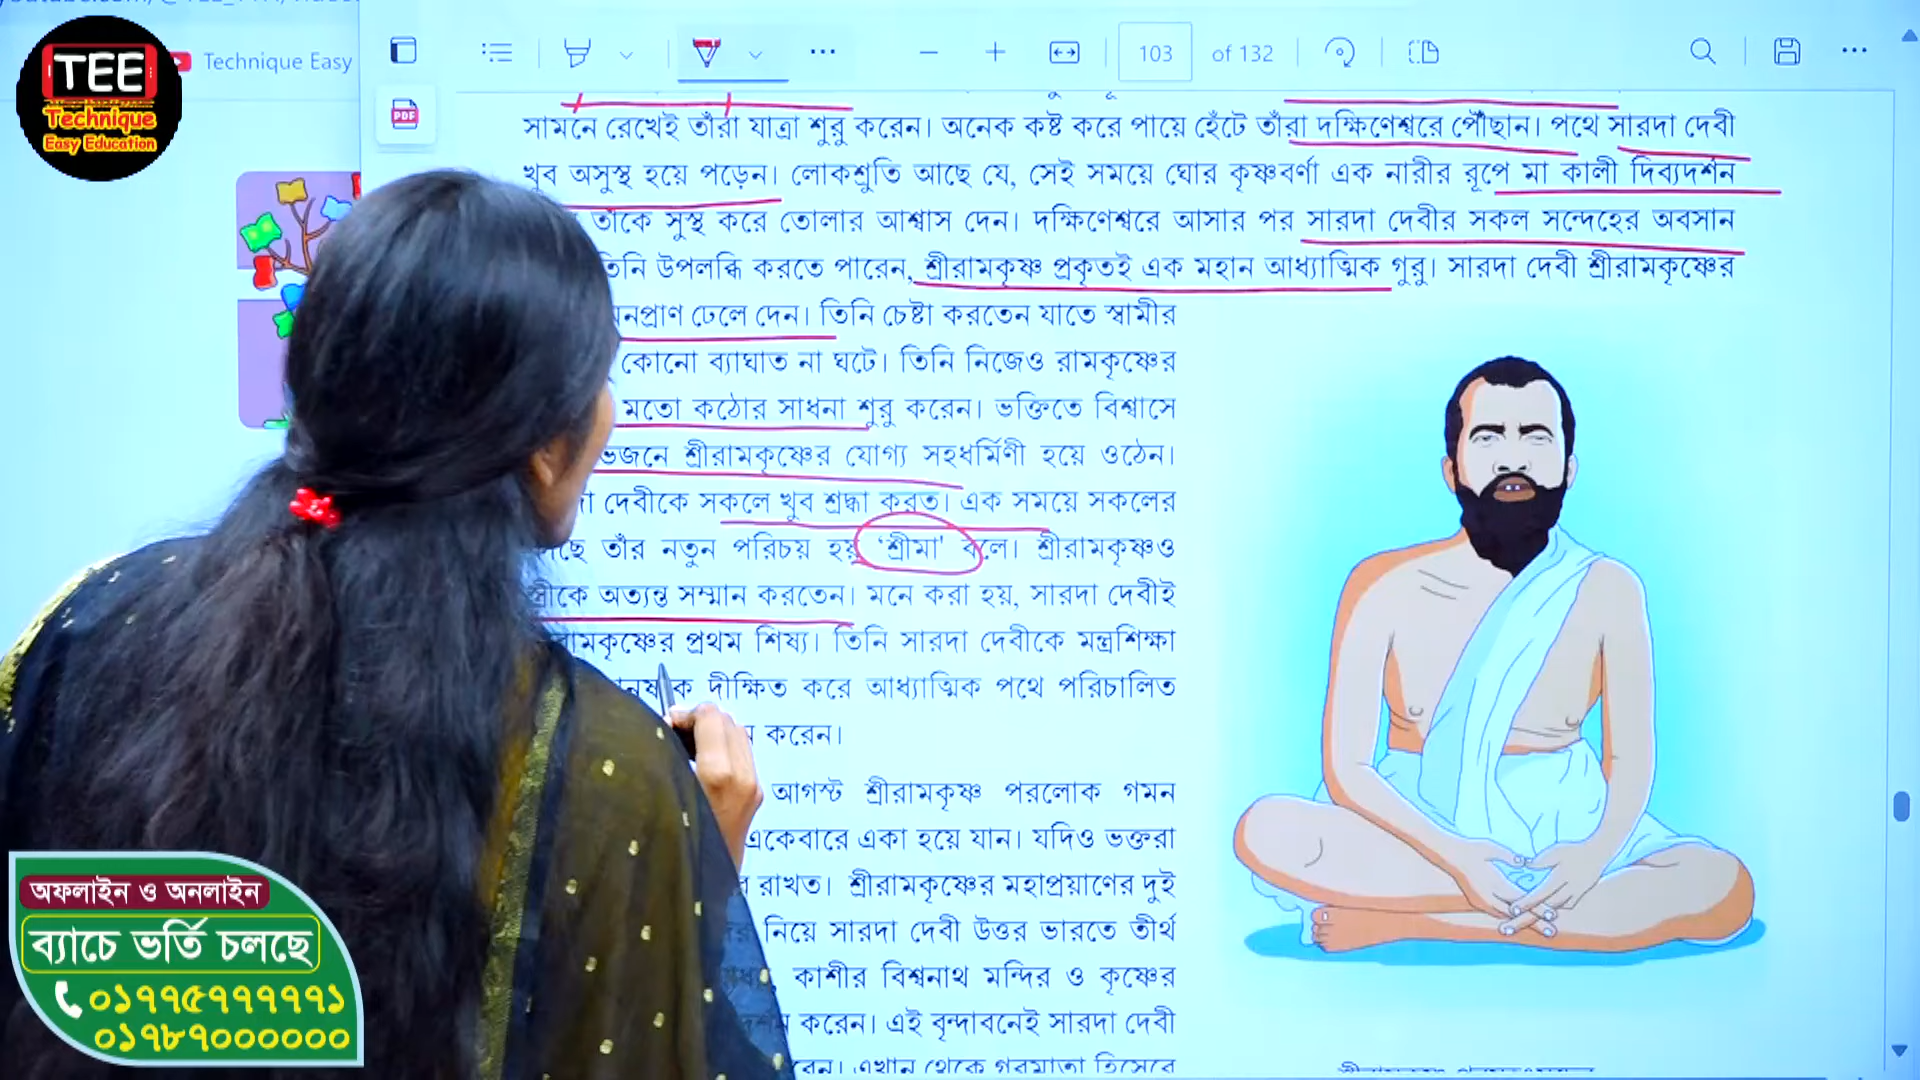 TEE
Technique
Easy Education
Technique Easy
PDF
103 of 132
সামনে রেখেই তাঁরা যাত্রা শুরু করেন। অনেক কষ্ট করে পায়ে হেঁটে তাঁরা দক্ষিণেশ্বরে পৌঁছান। পথে সারদা দেবী
খুব অসুস্থ হয়ে পড়েন। লোকশ্রুতি আছে যে, সেই সময়ে ঘোর কৃষ্ণবর্ণা এক নারীর রূপে মা কালী দিব্যদর্শন
তাঁকে সুস্থ করে তোলার আশ্বাস দেন। দক্ষিণেশ্বরে আসার পর সারদা দেবীর সকল সন্দেহের অবসান
তিনি উপলব্ধি করতে পারেন, শ্রীরামকৃষ্ণ প্রকৃতই এক মহান আধ্যাত্মিক গুরু। সারদা দেবী শ্রীরামকৃষ্ণের
ঢেলে দেন। তিনি চেষ্টা করতেন যাতে স্বামীর
কোনো ব্যাঘাত না ঘটে। তিনি নিজেও রামকৃষ্ণের
মতো কঠোর সাধনা শুরু করেন। ভক্তিতে বিশ্বাসে
ভজনে শ্রীরামকৃষ্ণের যোগ্য সহধর্মিণী হয়ে ওঠেন।
দেবীকে সকলে খুব শ্রদ্ধা করত। এক সময়ে সকলের
কাছে তাঁর নতুন পরিচয় হয় ‘শ্রীমা' বলে। শ্রীরামকৃষ্ণও
স্ত্রীকে অত্যন্ত সম্মান করতেন। মনে করা হয়, সারদা দেবীই
প্রথম শিষ্য। তিনি সারদা দেবীকে মন্ত্রশিক্ষা
দীক্ষিত করে আধ্যাত্মিক পথে পরিচালিত
করেন।
আগস্ট শ্রীরামকৃষ্ণ পরলোক গমন
একেবারে একা হয়ে যান। যদিও ভক্তরা
রাখত। শ্রীরামকৃষ্ণের মহাপ্রয়াণের দুই
নিয়ে সারদা দেবী উত্তর ভারতে তীর্থ
কাশীর বিশ্বনাথ মন্দির ও কৃষ্ণের
করেন। এই বৃন্দাবনেই সারদা দেবী
এখান থেকে গুরুমাতা হিসেবে
অফলাইন ও অনলাইন
ব্যাচে ভর্তি চলছে
০১৭৭৫৭৭৭৭৭১
০১৭৮৭০০০০০০